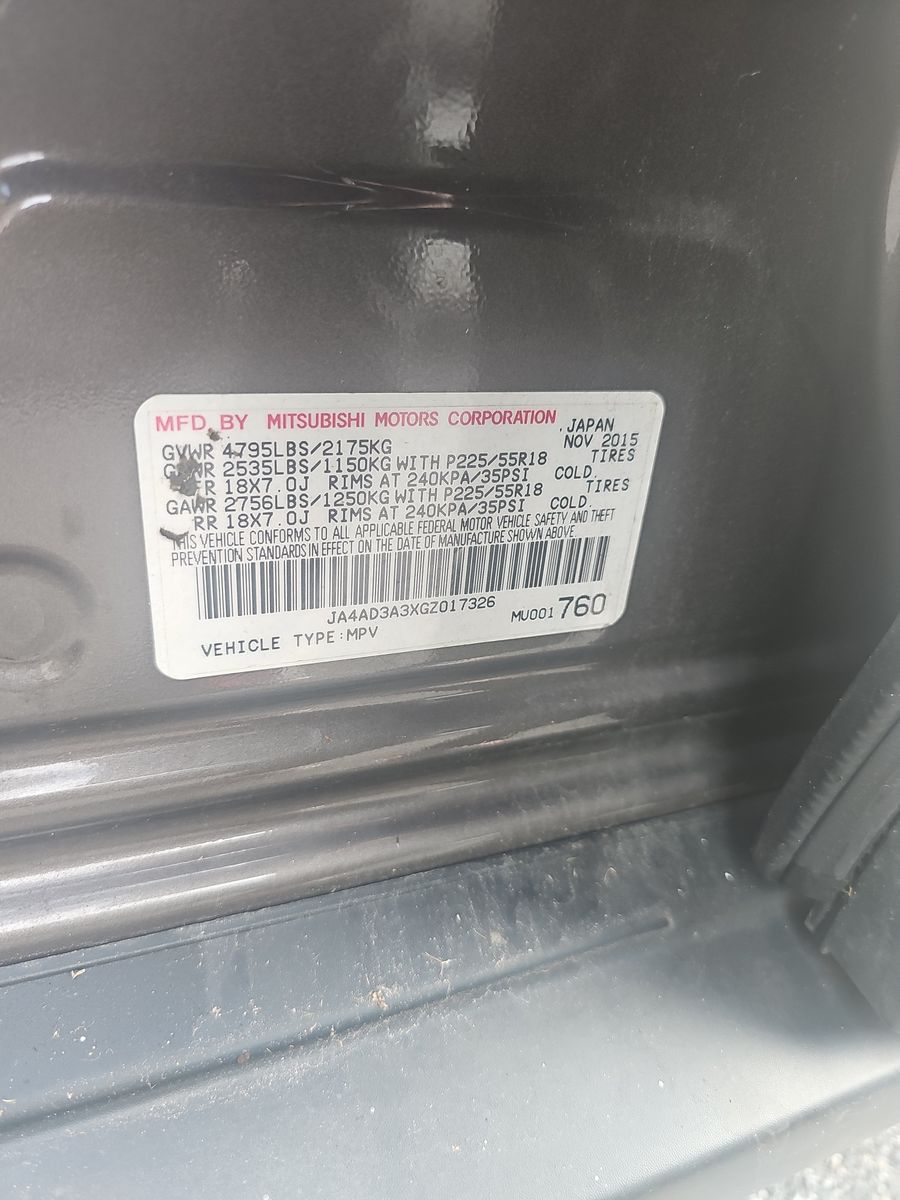 MFD BY MITSUBISHI MOTORS CORPORATION, JAPAN
NOV 2015
GVWR 4795LBS/2175KG
2535LBS/1150KG WITH P225/55R18 TIRES
FR 18X7.0J RIMS AT 240KPA/35PSI COLD.
GAWR 2756LBS/1250KG WITH P225/55R18 TIRES
RR 18X7.0J RIMS AT 240KPA/35PSI COLD.
THIS VEHICLE CONFORMS TO ALL APPLICABLE FEDERAL MOTOR VEHICLE SAFETY AND THEFT
PREVENTION STANDARDS IN EFFECT ON THE DATE OF MANUFACTURE SHOWN ABOVE.
JA4AD3A3XGZ017326
MU001760
VEHICLE TYPE:MPV